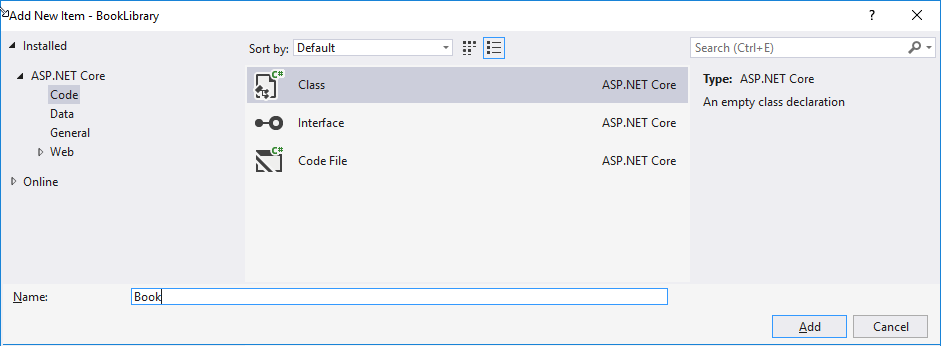 Add New Item - BookLibrary
? 
Installed
Sort by: Default
Search (Ctrl+E)
ASP.NET Core
Code
Data
General
Web
Online
C#
Class ASP.NET Core
Interface ASP.NET Core
C#
Code File ASP.NET Core
Type: ASP.NET Core
An empty class declaration
Name: Book
Add Cancel